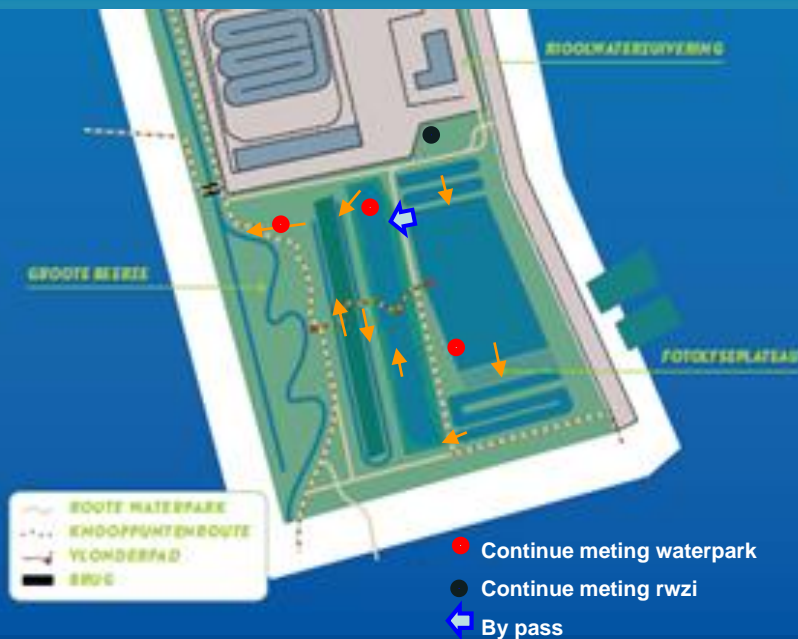 RIOOLWATERZUIVERING
GROOTE BEERZE
FOTOLYSEPLATEAU
ROUTE WATERPARK
KNOOPPUNTENROUTE
VLONDERPAD
BRUG
Continue meting waterpark
Continue meting rwzi
By pass